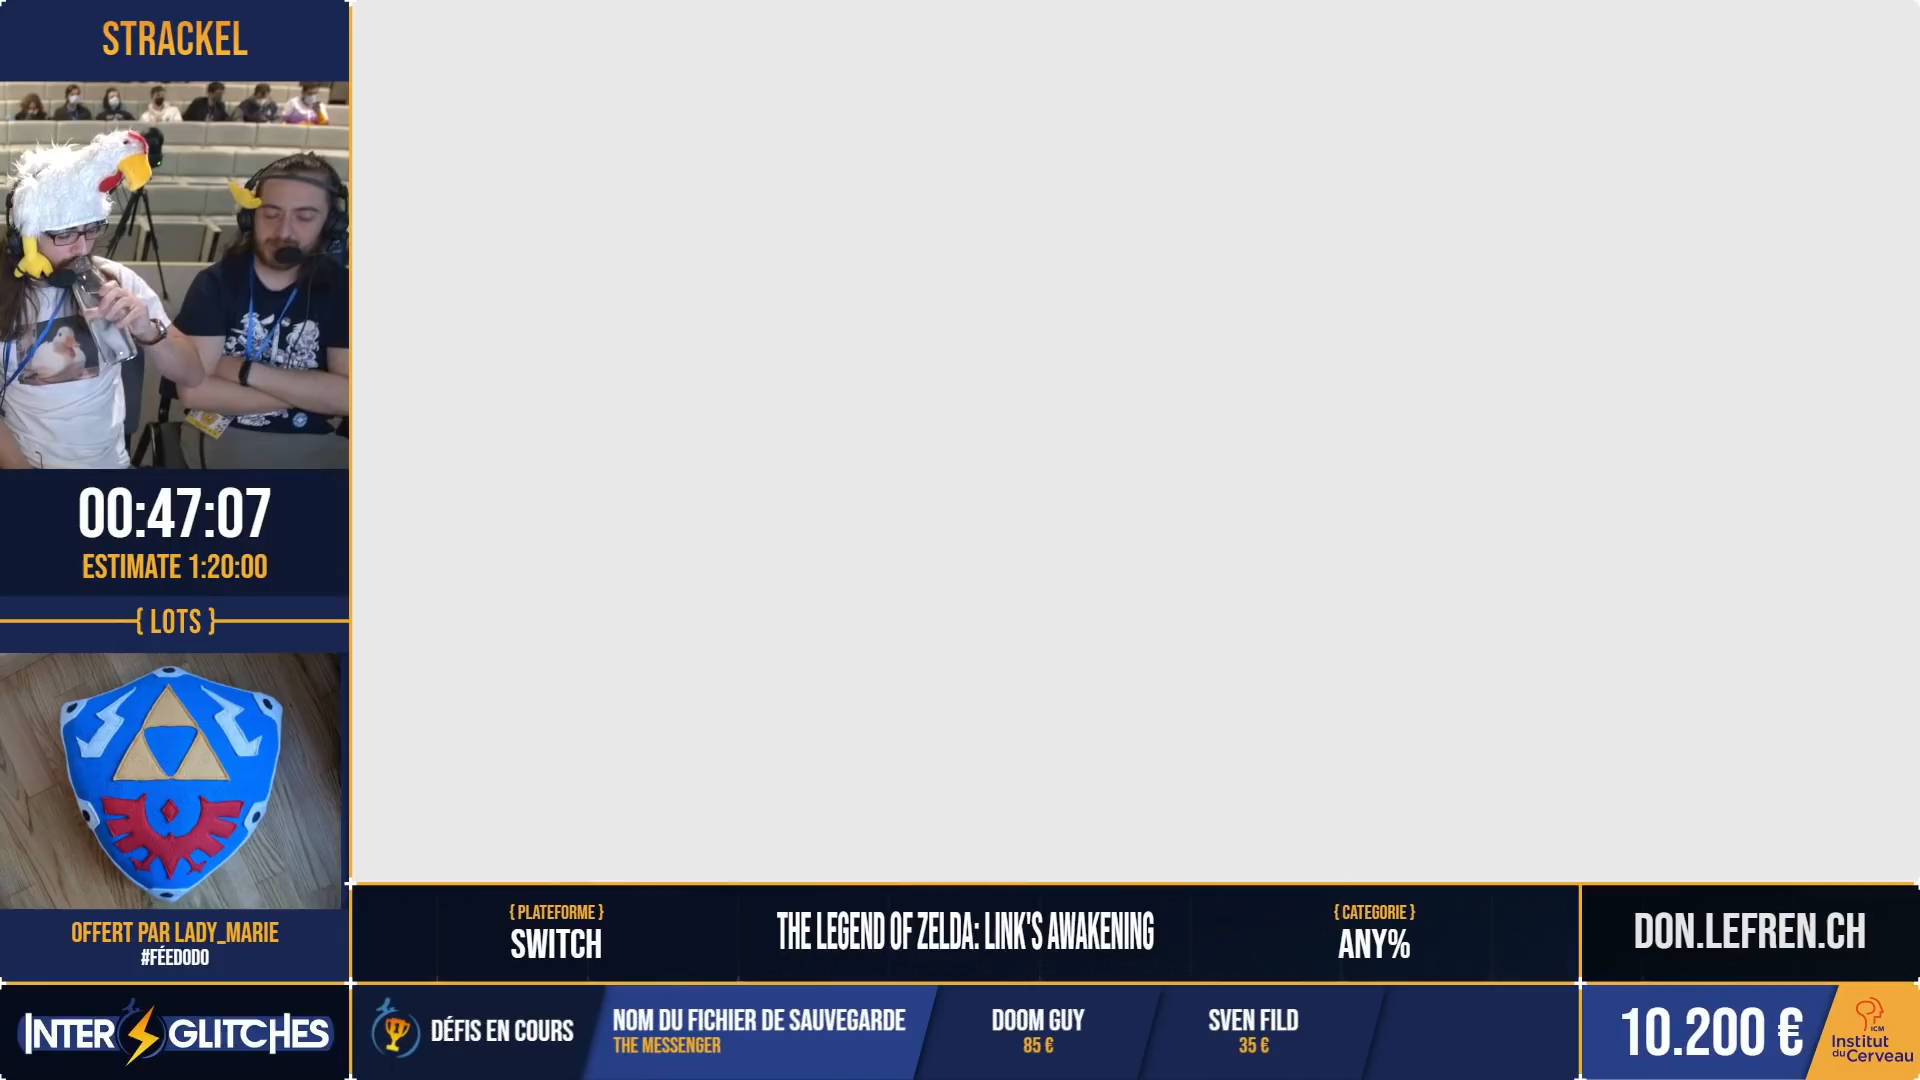 STRACKEL
00:47:07
ESTIMATE 1:20:00
{ LOTS }
OFFERT PAR LADY_MARIE
#FÉEDODO
{ PLATEFORME }
SWITCH
THE LEGEND OF ZELDA: LINK'S AWAKENING
{ CATEGORIE }
ANY%
DON.LEFREN.CH
INTER GLITCHES
DÉFIS EN COURS
NOM DU FICHIER DE SAUVEGARDE
THE MESSENGER
DOOM GUY
85 €
SVEN FILD
35 €
10.200 €
ICM
Institut
du Cerveau